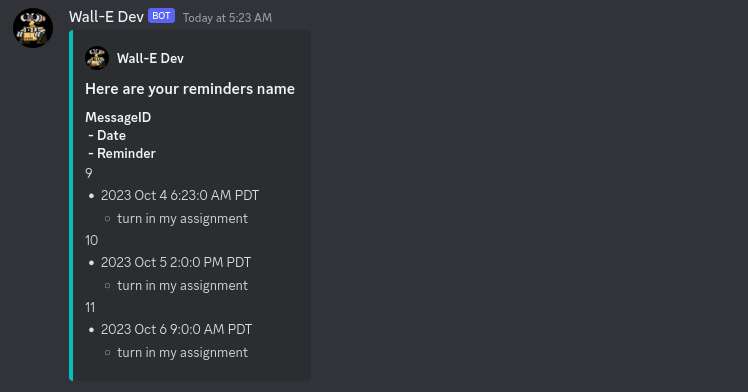 Wall-E Dev BOT Today at 5:23 AM
Wall-E Dev
Here are your reminders name
MessageID
- Date
- Reminder
9
• 2023 Oct 4 6:23:0 AM PDT
○ turn in my assignment
10
• 2023 Oct 5 2:0:0 PM PDT
○ turn in my assignment
11
• 2023 Oct 6 9:0:0 AM PDT
○ turn in my assignment